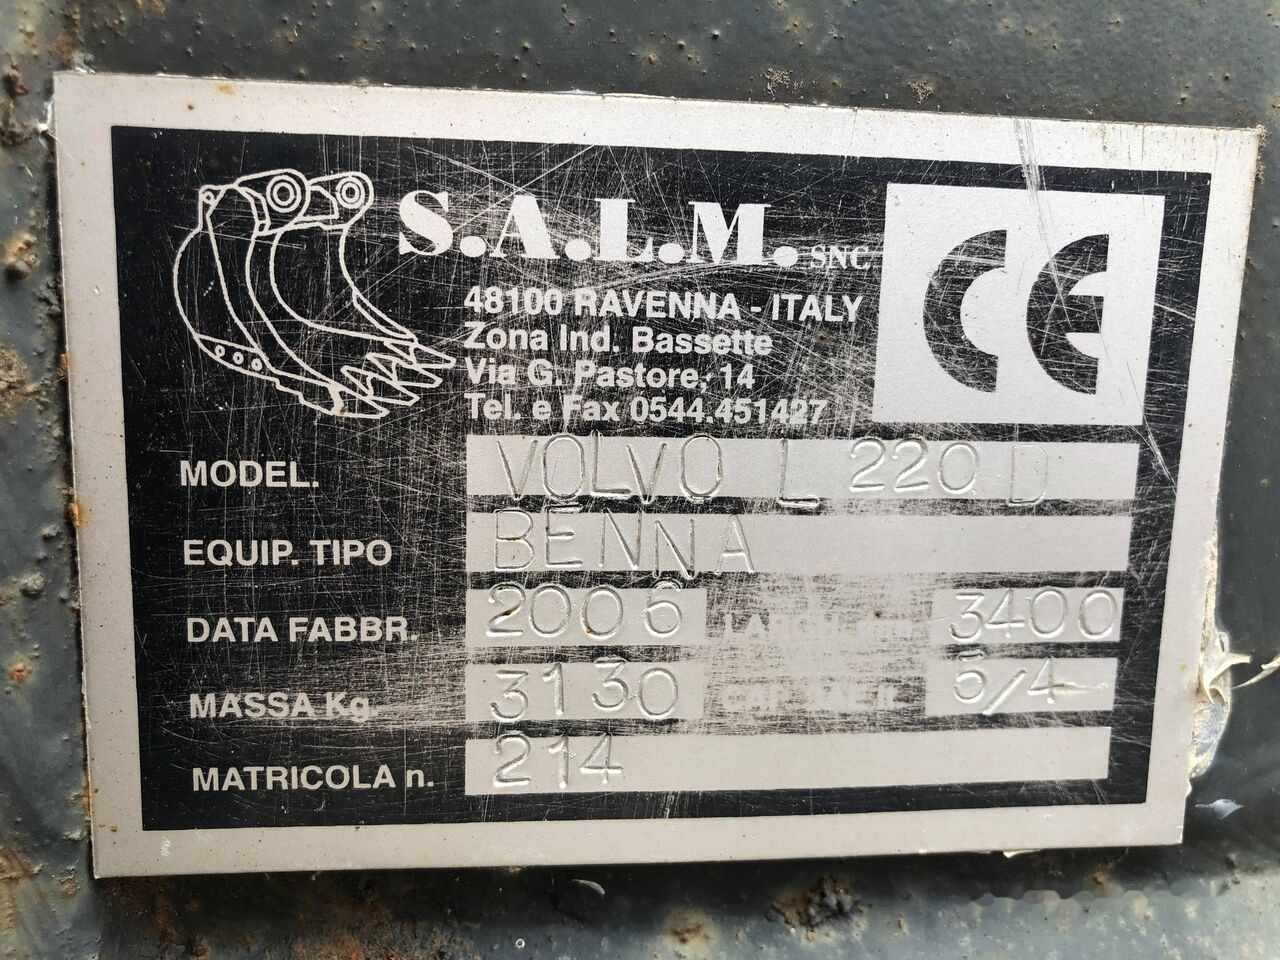 S.A.L.M. SNC.
48100 RAVENNA - ITALY
Zona Ind. Bassette
Via G. Pastore, 14
Tel. e Fax 0544.451427
CE
MODEL. VOLVO L 220 D
EQUIP. TIPO BENNA
DATA FABBR. 2006 3400
MASSA Kg 3130 5/4
MATRICOLA n. 214